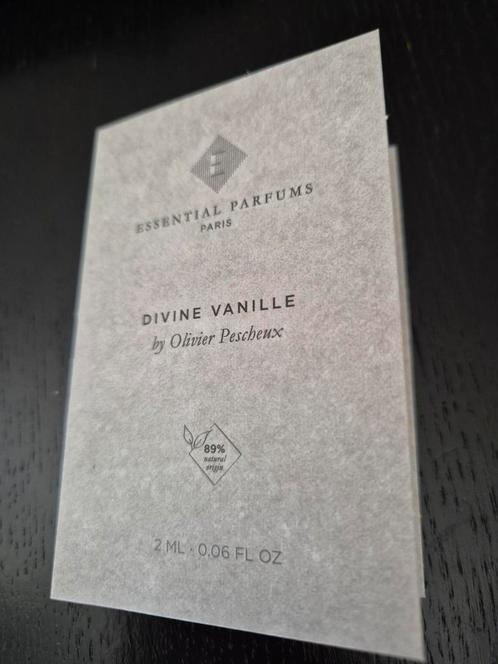 E
ESSENTIAL PARFUMS
PARIS
DIVINE VANILLE
by Olivier Pescheux
89%
natural
origin
2 ML · 0.06 FL OZ